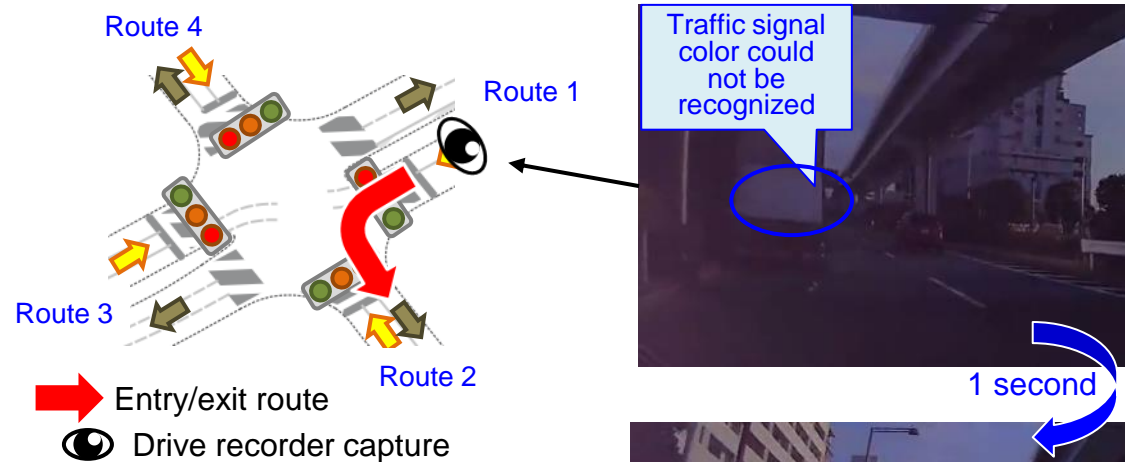 Route 4
Route 1
Route 3
Route 2
Entry/exit route
Drive recorder capture
Traffic signal
color could
not be
recognized
1 second